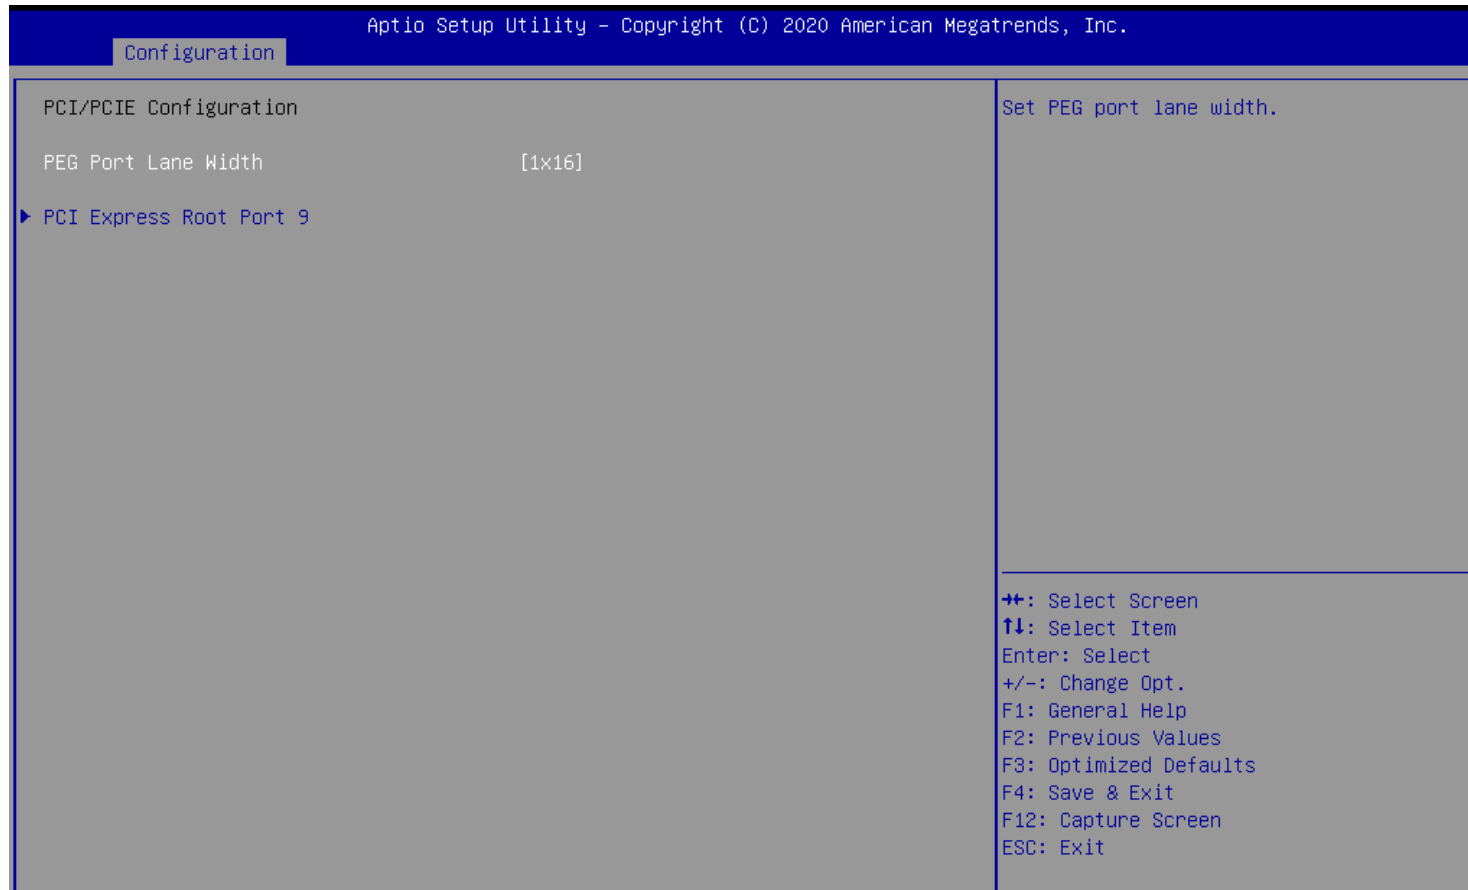 Aptio Setup Utility – Copyright (C) 2020 American Megatrends, Inc.
Configuration
PCI/PCIE Configuration
PEG Port Lane Width [1x16]
▶ PCI Express Root Port 9
Set PEG port lane width.
→←: Select Screen
↑↓: Select Item
Enter: Select
+/-: Change Opt.
F1: General Help
F2: Previous Values
F3: Optimized Defaults
F4: Save & Exit
F12: Capture Screen
ESC: Exit